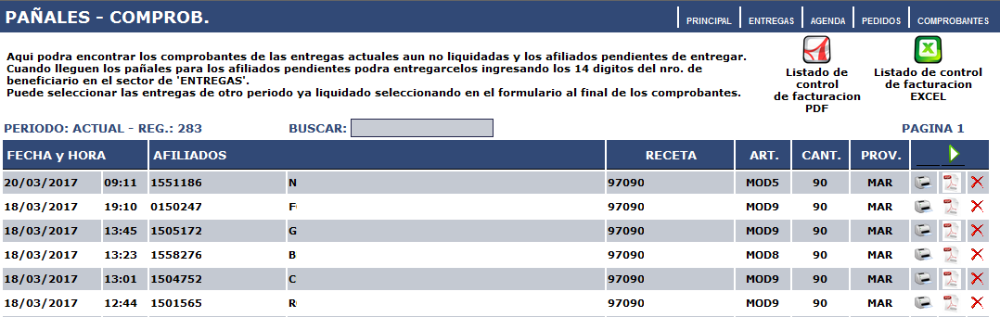 PAÑALES - COMPROB.
PRINCIPAL ENTREGAS AGENDA PEDIDOS COMPROBANTES
Aqui podra encontrar los comprobantes de las entregas actuales aun no liquidadas y los afiliados pendientes de entregar.
Cuando lleguen los pañales para los afiliados pendientes podra entregarcelos ingresando los 14 digitos del nro. de
beneficiario en el sector de 'ENTREGAS'.
Puede seleccionar las entregas de otro periodo ya liquidado seleccionando en el formulario al final de los comprobantes.
Listado de
control
de facturacion
PDF
Listado de control
de facturacion
EXCEL
PERIODO: ACTUAL - REG.: 283 BUSCAR: PAGINA 1
FECHA y HORA AFILIADOS RECETA ART. CANT. PROV.
20/03/2017 09:11 1551186 N 97090 MOD5 90 MAR
18/03/2017 19:10 0150247 F 97090 MOD9 90 MAR
18/03/2017 13:45 1505172 G 97090 MOD9 90 MAR
18/03/2017 13:23 1558276 B 97090 MOD8 90 MAR
18/03/2017 13:01 1504752 C 97090 MOD9 90 MAR
18/03/2017 12:44 1501565 R 97090 MOD9 90 MAR